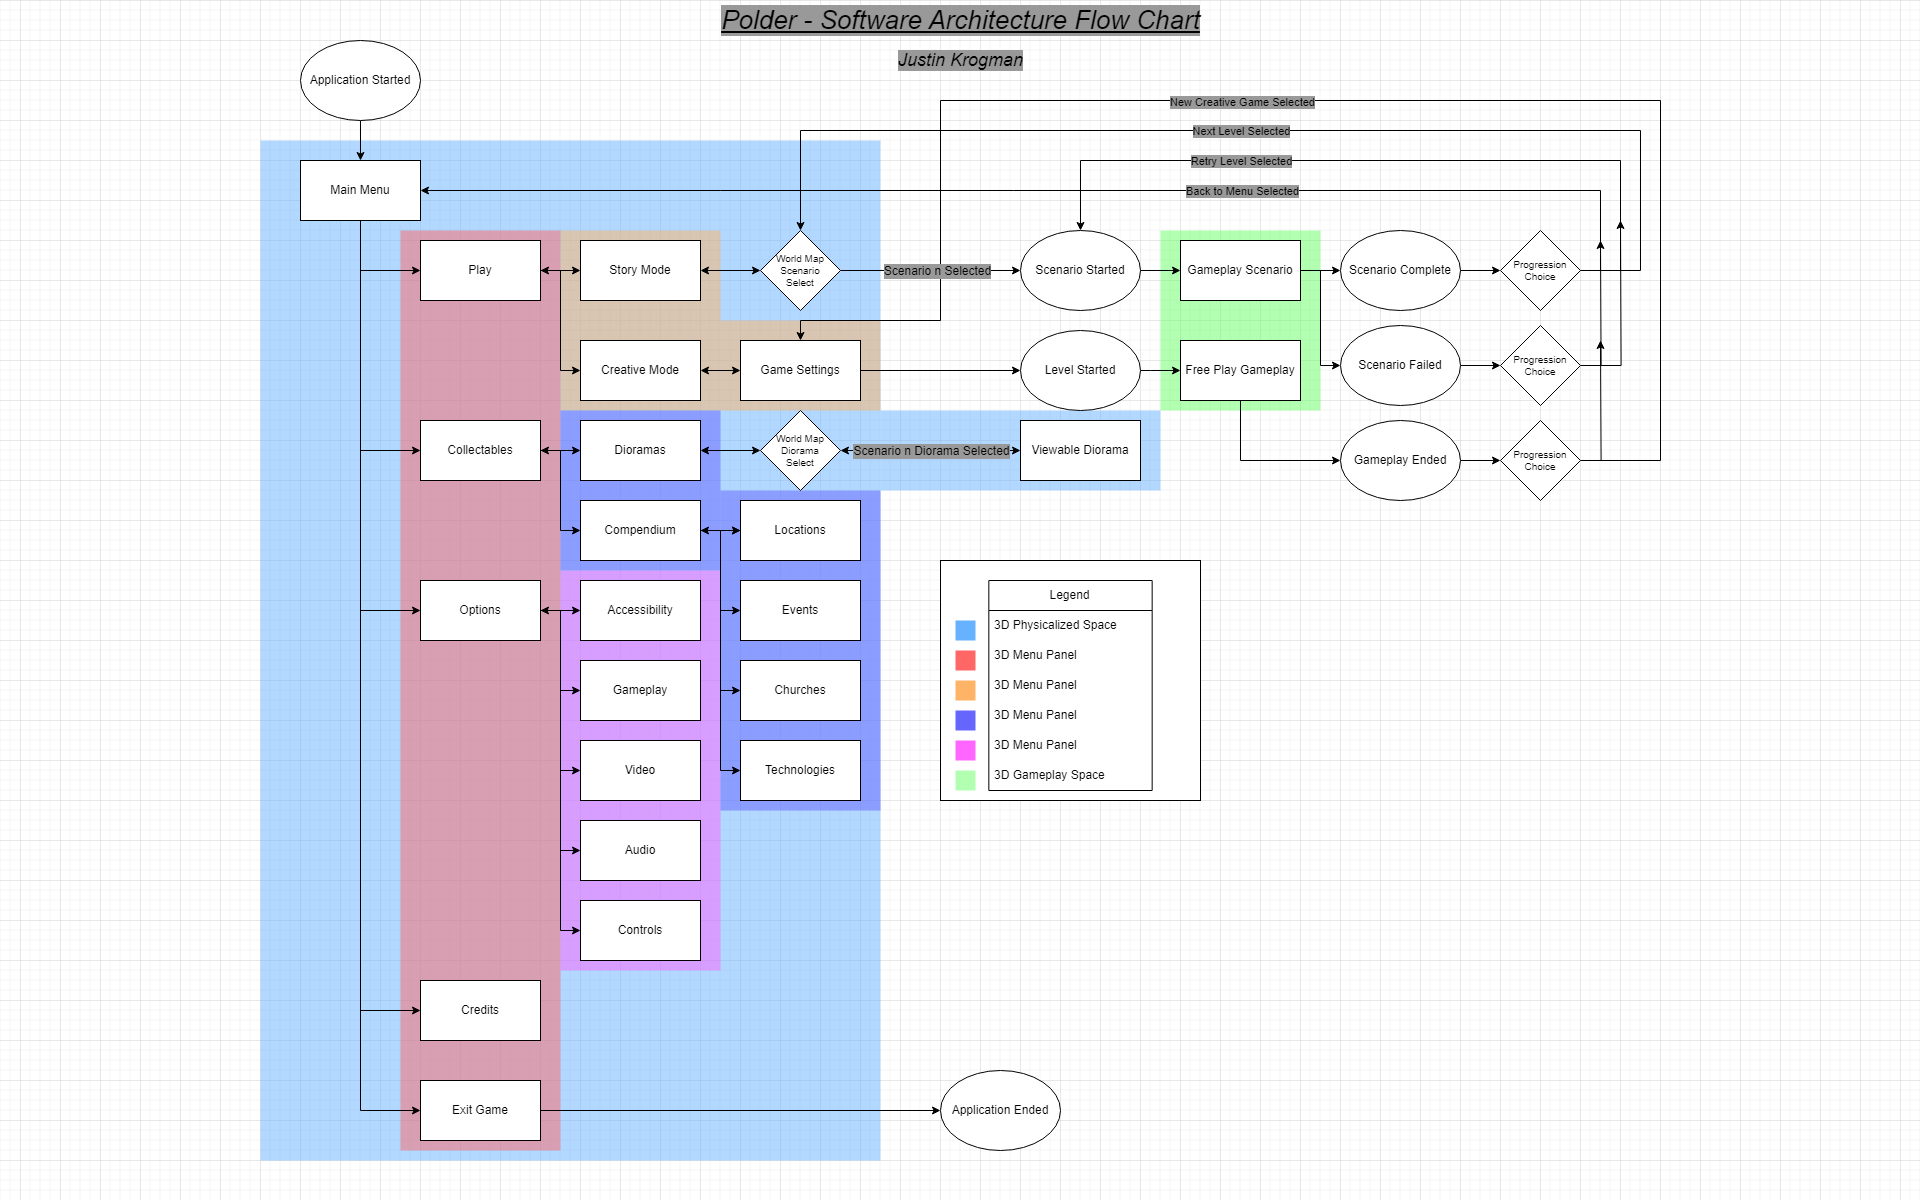 Polder - Software Architecture Flow Chart
Justin Krogman
Application Started
New Creative Game Selected
Next Level Selected
Retry Level Selected
Back to Menu Selected
Main Menu
Play
Story Mode
World Map
Scenario
Select
Scenario n Selected
Scenario Started
Gameplay Scenario
Scenario Complete
Progression
Choice
Creative Mode
Game Settings
Level Started
Free Play Gameplay
Scenario Failed
Progression
Choice
Collectables
Dioramas
World Map
Diorama
Select
Scenario n Diorama Selected
Viewable Diorama
Gameplay Ended
Progression
Choice
Compendium
Locations
Options
Accessibility
Events
Gameplay
Churches
Video
Technologies
Audio
Controls
Legend
3D Physicalized Space
3D Menu Panel
3D Menu Panel
3D Menu Panel
3D Menu Panel
3D Gameplay Space
Credits
Exit Game
Application Ended